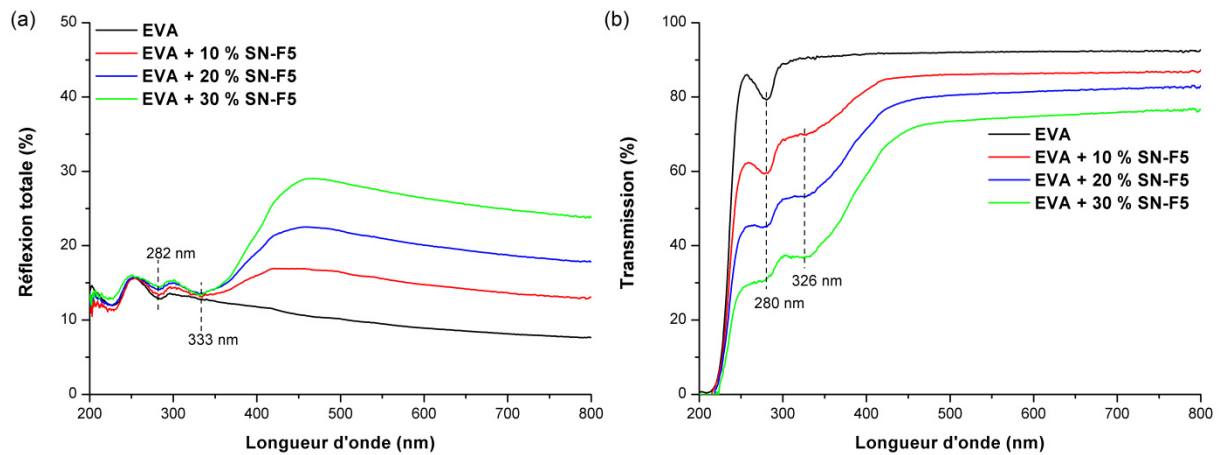 (a)
Réflexion totale (%)
50
40
30
20
10
0
EVA
EVA + 10 % SN-F5
EVA + 20 % SN-F5
EVA + 30 % SN-F5
282 nm
333 nm
200 300 400 500 600 700 800
Longueur d'onde (nm)
(b)
Transmission (%)
100
80
60
40
20
0
EVA
EVA + 10 % SN-F5
EVA + 20 % SN-F5
EVA + 30 % SN-F5
326 nm
280 nm
200 300 400 500 600 700 800
Longueur d'onde (nm)